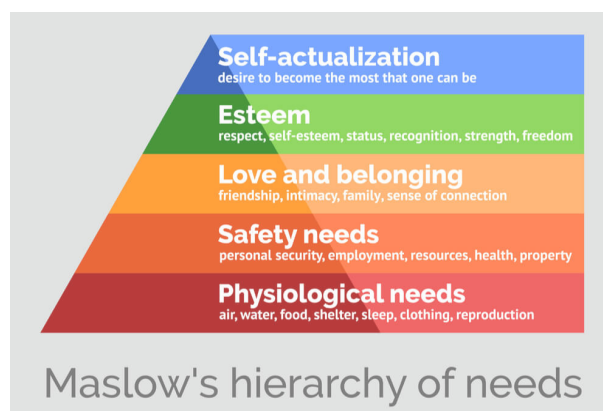 Self-actualization
desire to become the most that one can be
Esteem
respect, self-esteem, status, recognition, strength, freedom
Love and belonging
friendship, intimacy, family, sense of connection
Safety needs
personal security, employment, resources, health, property
Physiological needs
air, water, food, shelter, sleep, clothing, reproduction
Maslow's hierarchy of needs